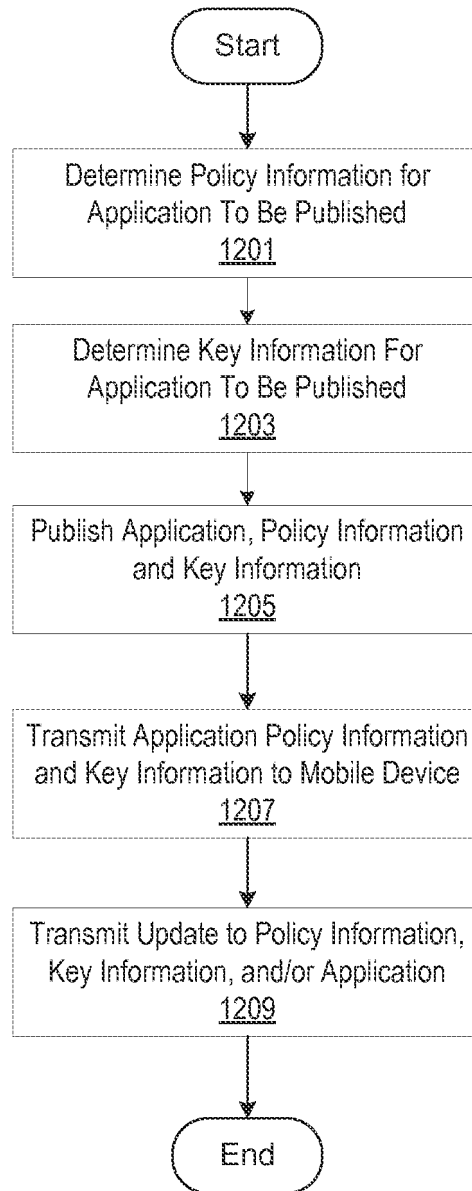 Start
Determine Policy Information for
Application To Be Published
1201
Determine Key Information For
Application To Be Published
1203
Publish Application, Policy Information
and Key Information
1205
Transmit Application Policy Information
and Key Information to Mobile Device
1207
Transmit Update to Policy Information,
Key Information, and/or Application
1209
End